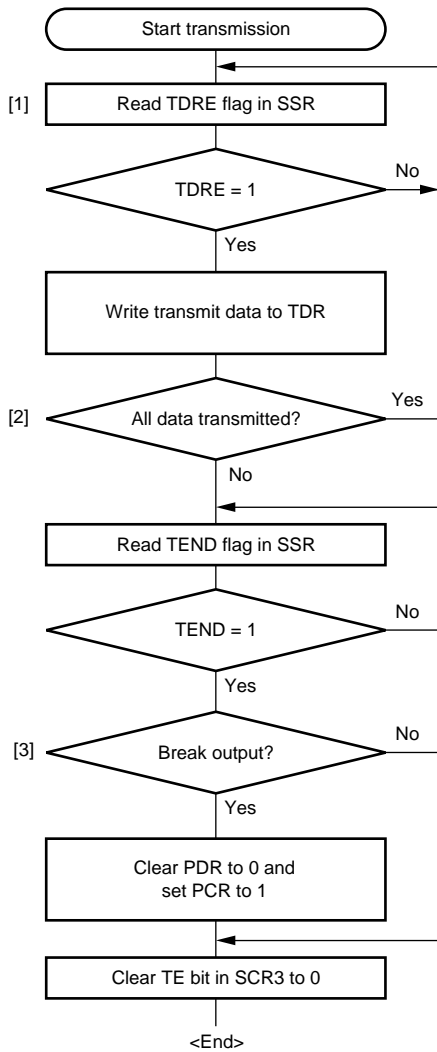 Start transmission
[1] Read TDRE flag in SSR
No
TDRE = 1
Yes
Write transmit data to TDR
[2] All data transmitted? Yes
No
Read TEND flag in SSR
No
TEND = 1
Yes
[3] Break output? No
Yes
Clear PDR to 0 and
set PCR to 1
Clear TE bit in SCR3 to 0
<End>